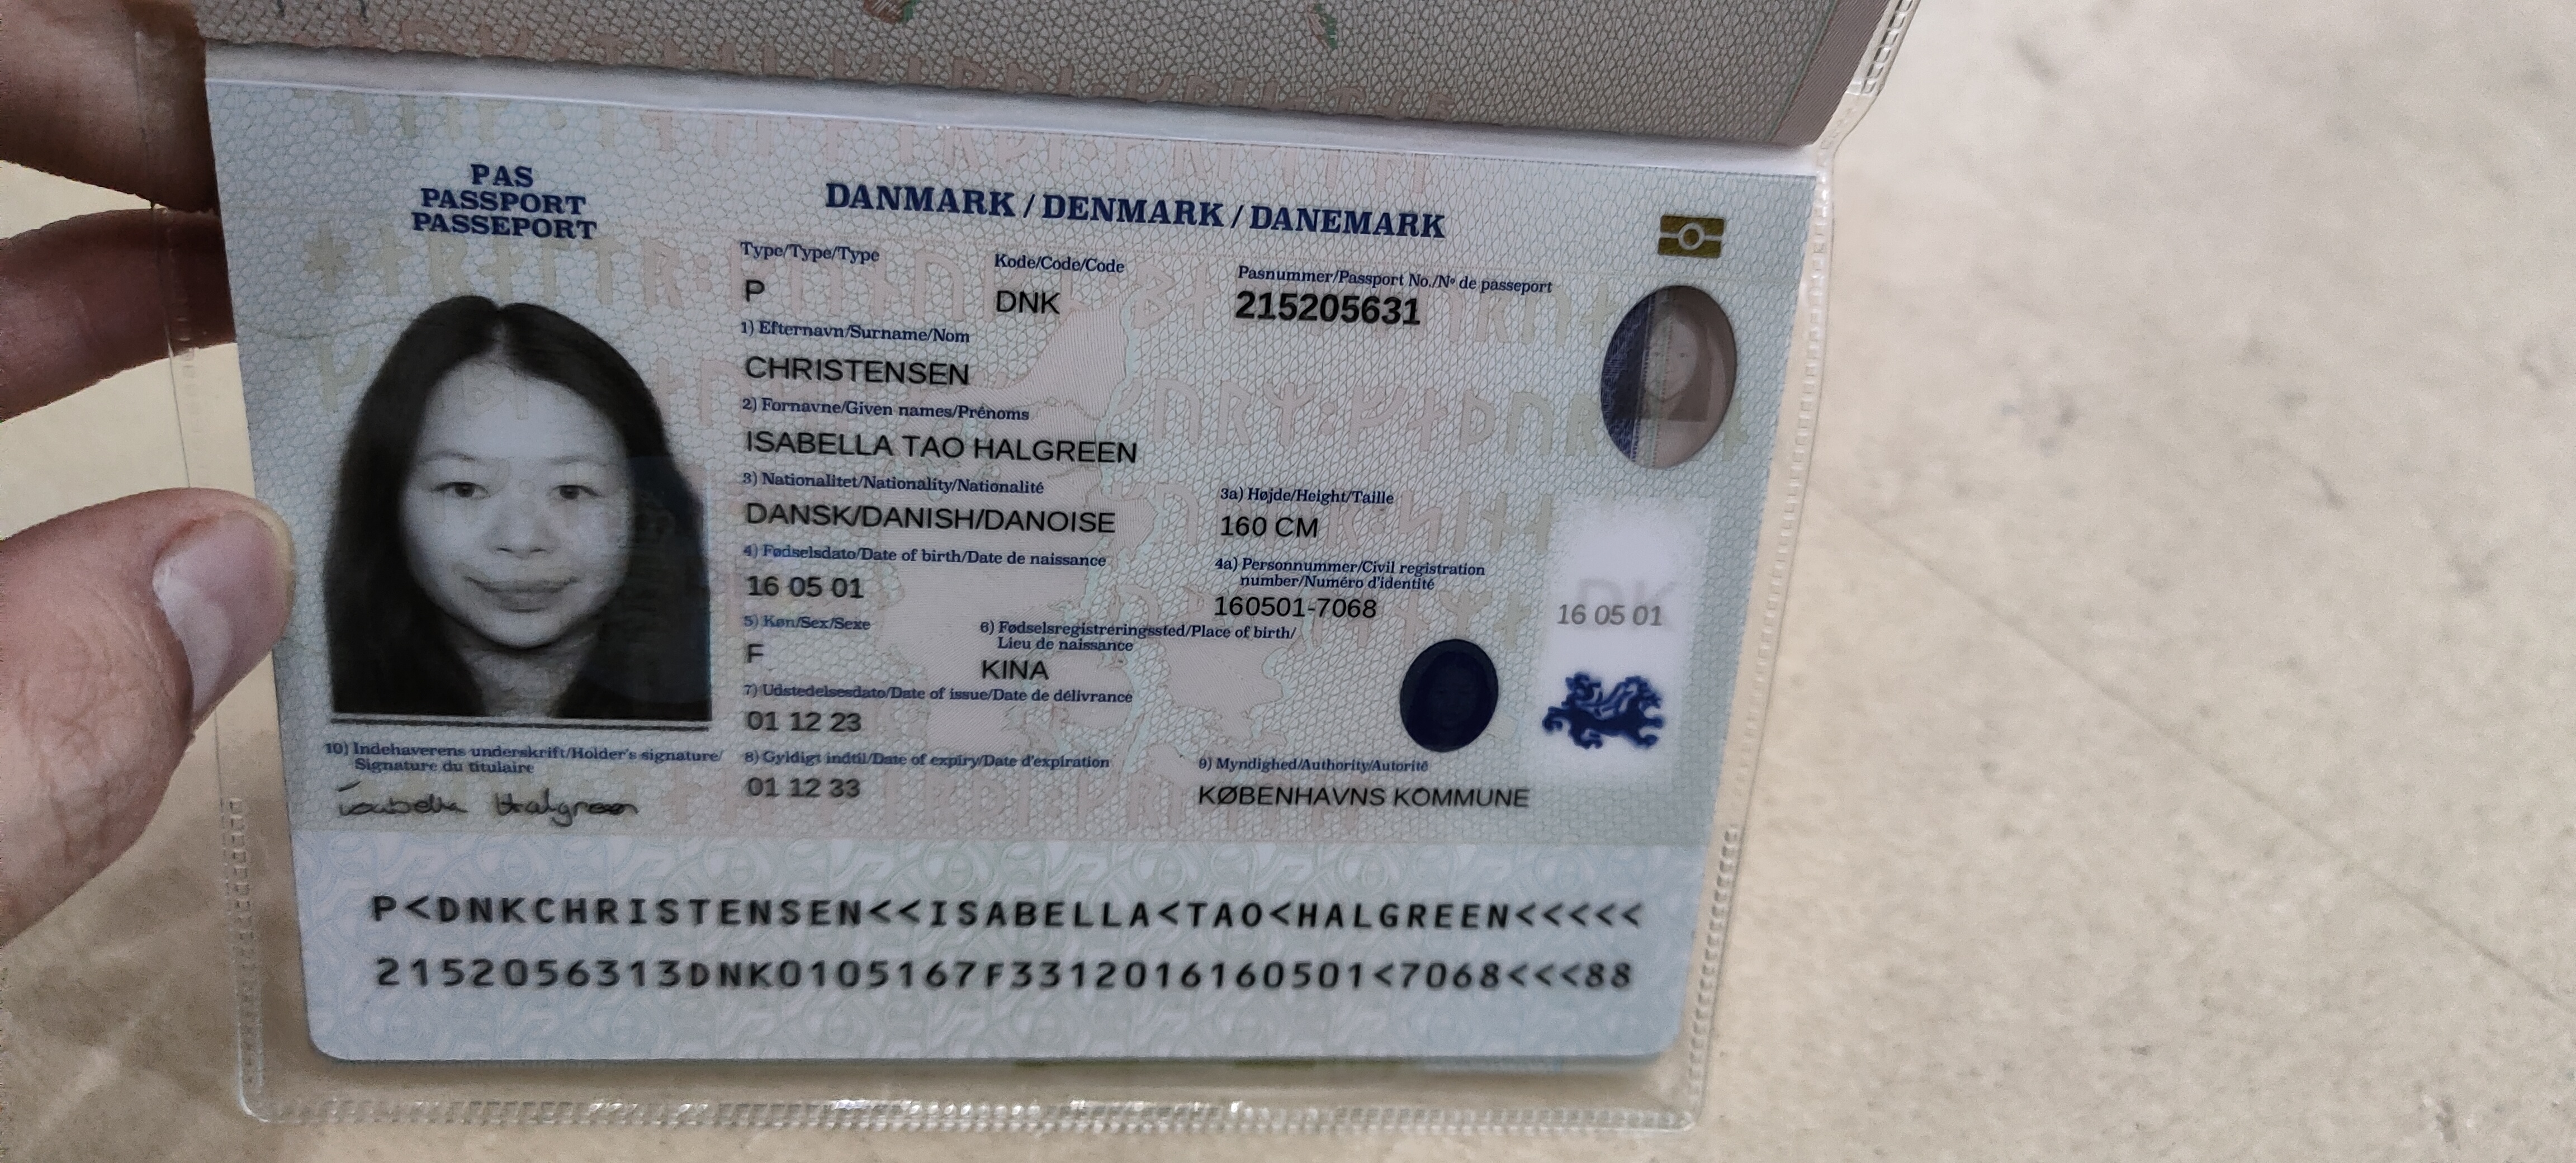 PAS
PASSPORT
PASSEPORT
DANMARK / DENMARK / DANEMARK
Type/Type/Type
Kode/Code/Code
Pasnummer/Passport No./Nº de passeport
P
DNK
215205631
1) Efternavn/Surname/Nom
CHRISTENSEN
2) Fornavne/Given names/Prénoms
ISABELLA TAO HALGREEN
3) Nationalitet/Nationality/Nationalité
3a) Højde/Height/Taille
DANSK/DANISH/DANOISE
160 CM
4) Fødselsdato/Date of birth/Date de naissance
4a) Personnummer/Civil registration
number/Numéro d'identité
16 05 01
160501-7068
DK
16 05 01
5) Køn/Sex/Sexe
6) Fødselsregistreringssted/Place of birth/
Lieu de naissance
F
KINA
7) Udstedelsesdato/Date of issue/Date de délivrance
01 12 23
10) Indehaverens underskrift/Holder's signature/
Signature du titulaire
8) Gyldigt indtil/Date of expiry/Date d'expiration
9) Myndighed/Authority/Autorité
Isabella Halgreen
01 12 33
KØBENHAVNS KOMMUNE
P<DNKCHRISTENSEN<<ISABELLA<TAO<HALGREEN<<<<<
2152056313DNK0105167F3312016160501<7068<<<88